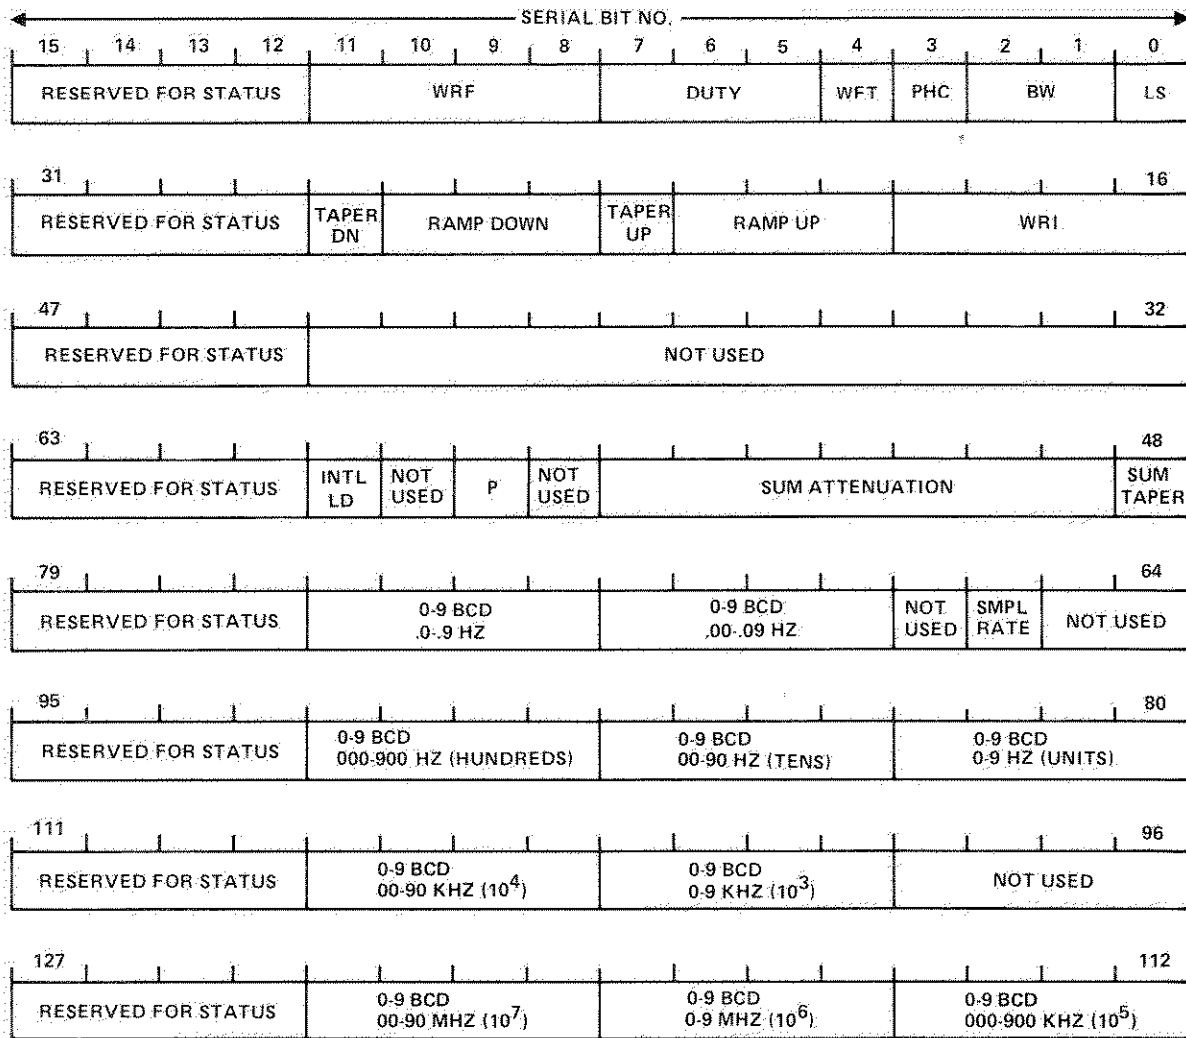 SERIAL BIT NO.
15 14 13 12 11 10 9 8 7 6 5 4 3 2 1 0
RESERVED FOR STATUS WRF DUTY WFT PHC BW LS
31 16
RESERVED FOR STATUS TAPER DN RAMP DOWN TAPER UP RAMP UP WRI
47 32
RESERVED FOR STATUS NOT USED
63 48
RESERVED FOR STATUS INTL LD NOT USED P NOT USED SUM ATTENUATION SUM TAPER
79 64
RESERVED FOR STATUS 0-9 BCD .0-.9 HZ 0-9 BCD .00-.09 HZ NOT USED SMPL RATE NOT USED
95 80
RESERVED FOR STATUS 0-9 BCD 000-900 HZ (HUNDREDS) 0-9 BCD 00-90 HZ (TENS) 0-9 BCD 0-9 HZ (UNITS)
111 96
RESERVED FOR STATUS 0-9 BCD 00-90 KHZ (10⁴) 0-9 BCD 0-9 KHZ (10³) NOT USED
127 112
RESERVED FOR STATUS 0-9 BCD 00-90 MHZ (10⁷) 0-9 BCD 0-9 MHZ (10⁶) 0-9 BCD 000-900 KHZ (10⁵)